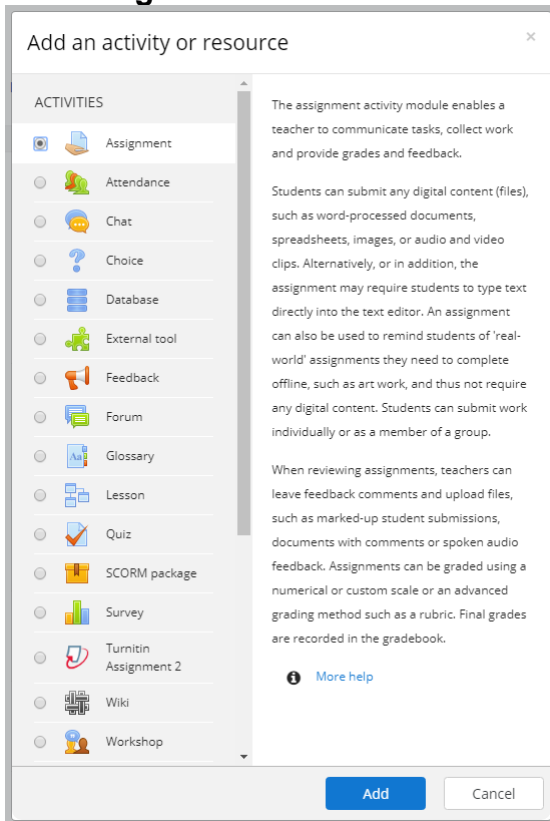 Add an activity or resource
×
ACTIVITIES
Assignment
Attendance
Chat
Choice
Database
External tool
Feedback
Forum
Aa
Glossary
Lesson
Quiz
SCORM package
Survey
Turnitin
Assignment 2
Wiki
Workshop
The assignment activity module enables a
teacher to communicate tasks, collect work
and provide grades and feedback.
Students can submit any digital content (files),
such as word-processed documents,
spreadsheets, images, or audio and video
clips. Alternatively, or in addition, the
assignment may require students to type text
directly into the text editor. An assignment
can also be used to remind students of 'real-
world' assignments they need to complete
offline, such as art work, and thus not require
any digital content. Students can submit work
individually or as a member of a group.
When reviewing assignments, teachers can
leave feedback comments and upload files,
such as marked-up student submissions,
documents with comments or spoken audio
feedback. Assignments can be graded using a
numerical or custom scale or an advanced
grading method such as a rubric. Final grades
are recorded in the gradebook.
More help
Add
Cancel